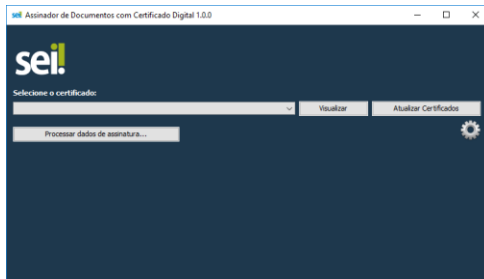 sei! Assinador de Documentos com Certificado Digital 1.0.0
sei!
Selecione o certificado:
Visualizar
Atualizar Certificados
Processar dados de assinatura...